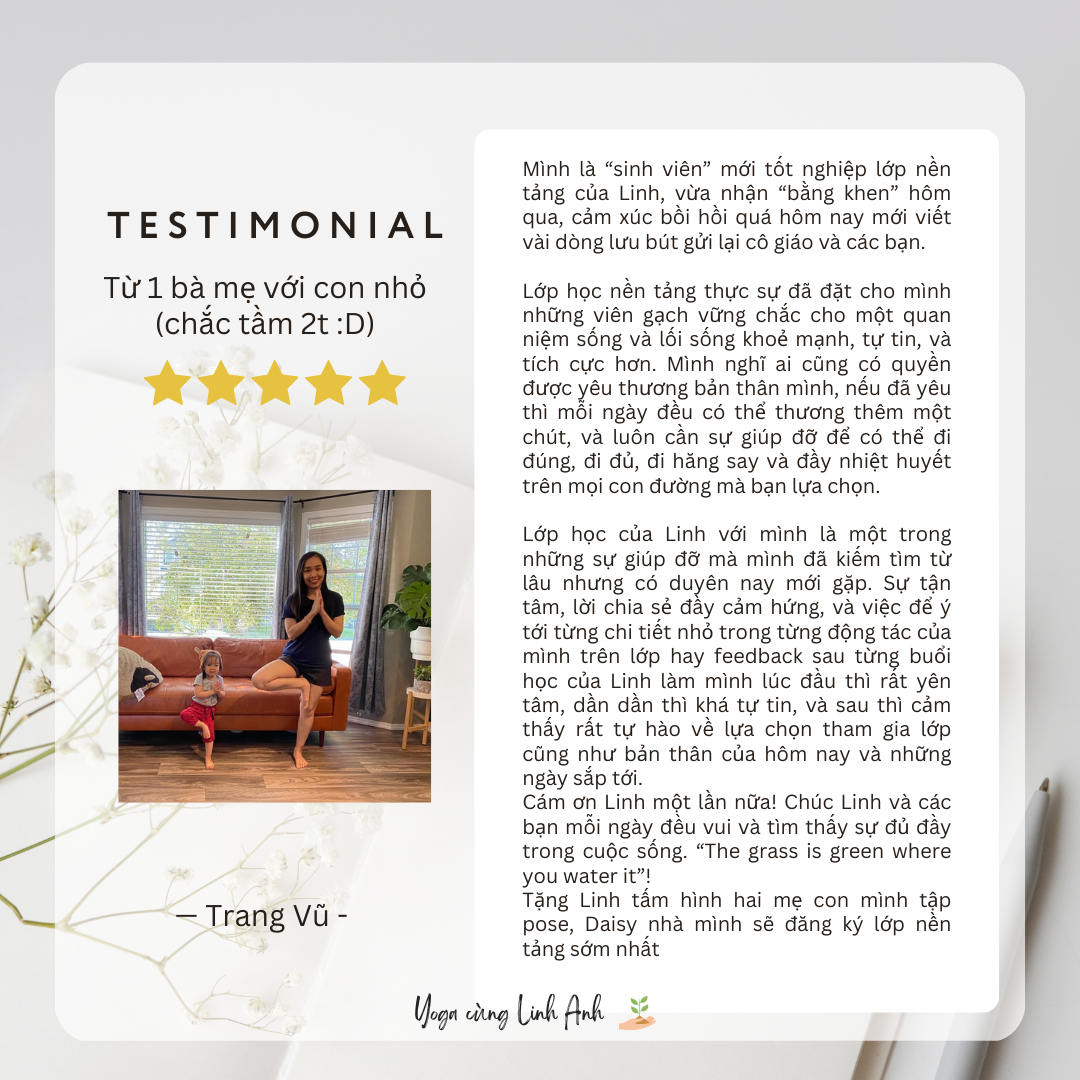 TESTIMONIAL
Từ 1 bà mẹ với con nhỏ
(chắc tầm 2t :D)
— Trang Vũ -
Mình là “sinh viên” mới tốt nghiệp lớp nền
tảng của Linh, vừa nhận “bằng khen” hôm
qua, cảm xúc bồi hồi quá hôm nay mới viết
vài dòng lưu bút gửi lại cô giáo và các bạn.
Lớp học nền tảng thực sự đã đặt cho mình
những viên gạch vững chắc cho một quan
niệm sống và lối sống khoẻ mạnh, tự tin, và
tích cực hơn. Mình nghĩ ai cũng có quyền
được yêu thương bản thân mình, nếu đã yêu
thì mỗi ngày đều có thể thương thêm một
chút, và luôn cần sự giúp đỡ để có thể đi
đúng, đi đủ, đi hăng say và đầy nhiệt huyết
trên mọi con đường mà bạn lựa chọn.
Lớp học của Linh với mình là một trong
những sự giúp đỡ mà mình đã kiếm tìm từ
lâu nhưng có duyên nay mới gặp. Sự tận
tâm, lời chia sẻ đầy cảm hứng, và việc để ý
tới từng chi tiết nhỏ trong từng động tác của
mình trên lớp hay feedback sau từng buổi
học của Linh làm mình lúc đầu thì rất yên
tâm, dần dần thì khá tự tin, và sau thì cảm
thấy rất tự hào về lựa chọn tham gia lớp
cũng như bản thân của hôm nay và những
ngày sắp tới.
Cám ơn Linh một lần nữa! Chúc Linh và các
bạn mỗi ngày đều vui và tìm thấy sự đủ đầy
trong cuộc sống. “The grass is green where
you water it”!
Tặng Linh tấm hình hai mẹ con mình tập
pose, Daisy nhà mình sẽ đăng ký lớp nền
tảng sớm nhất
Yoga cùng Linh Anh